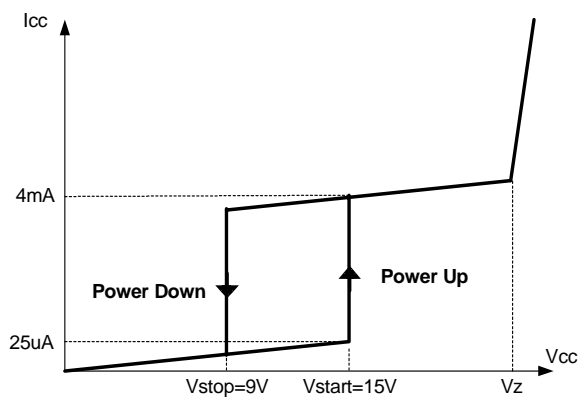 Icc
4mA
Power Down
Power Up
25uA
Vcc
Vstop=9V
Vstart=15V
Vz